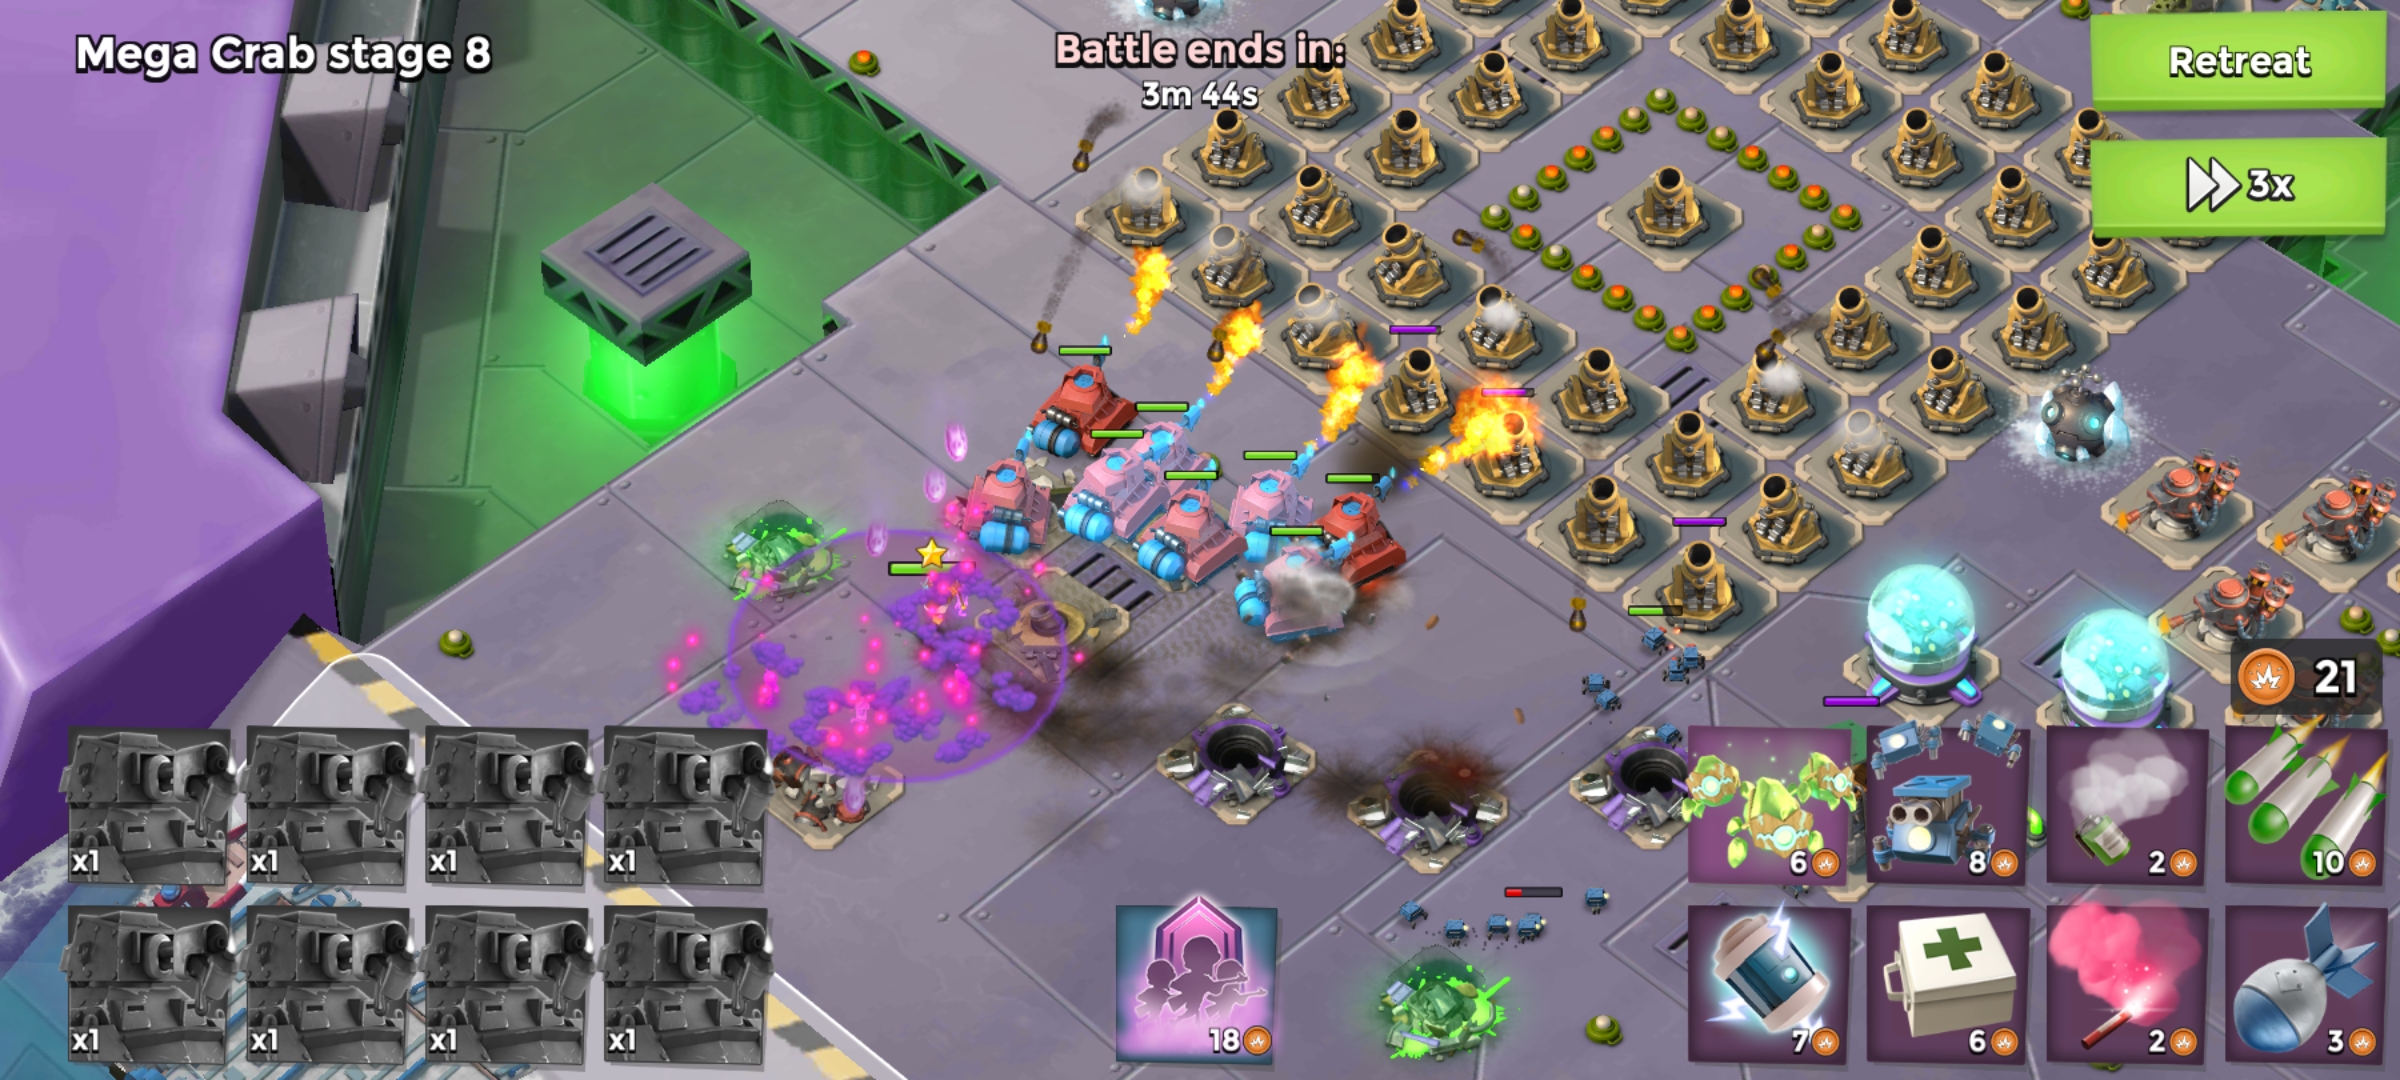 Mega Crab stage 8
Battle ends in:
3m 44s
Retreat
3x
21
x1
x1
x1
x1
6
8
2
10
x1
x1
x1
x1
18
7
6
2
3